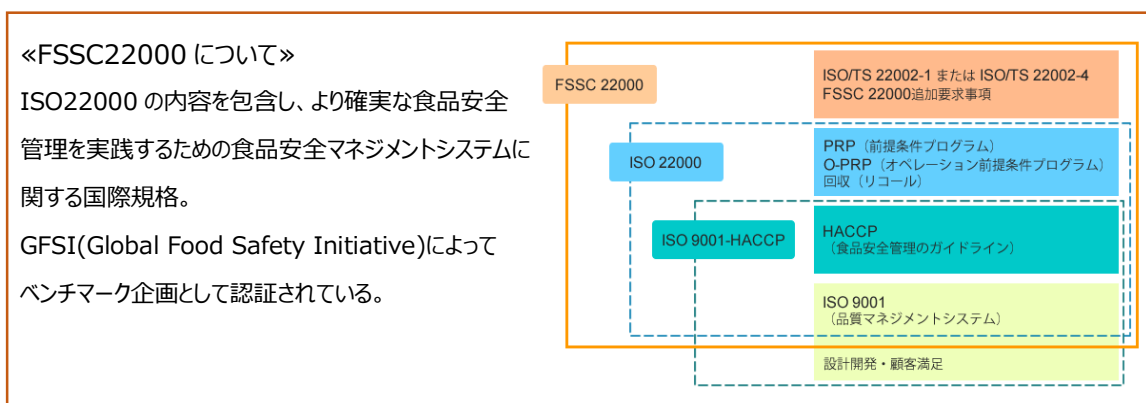 ≪FSSC22000 について≫
ISO22000 の内容を包含し、より確実な食品安全
管理を実践するための食品安全マネジメントシステムに
関する国際規格。
GFSI(Global Food Safety Initiative)によって
ベンチマーク企画として認証されている。
FSSC 22000
ISO/TS 22002-1 または ISO/TS 22002-4
FSSC 22000追加要求事項
ISO 22000
PRP（前提条件プログラム）
O-PRP（オペレーション前提条件プログラム）
回収（リコール）
ISO 9001-HACCP
HACCP
（食品安全管理のガイドライン）
ISO 9001
（品質マネジメントシステム）
設計開発・顧客満足